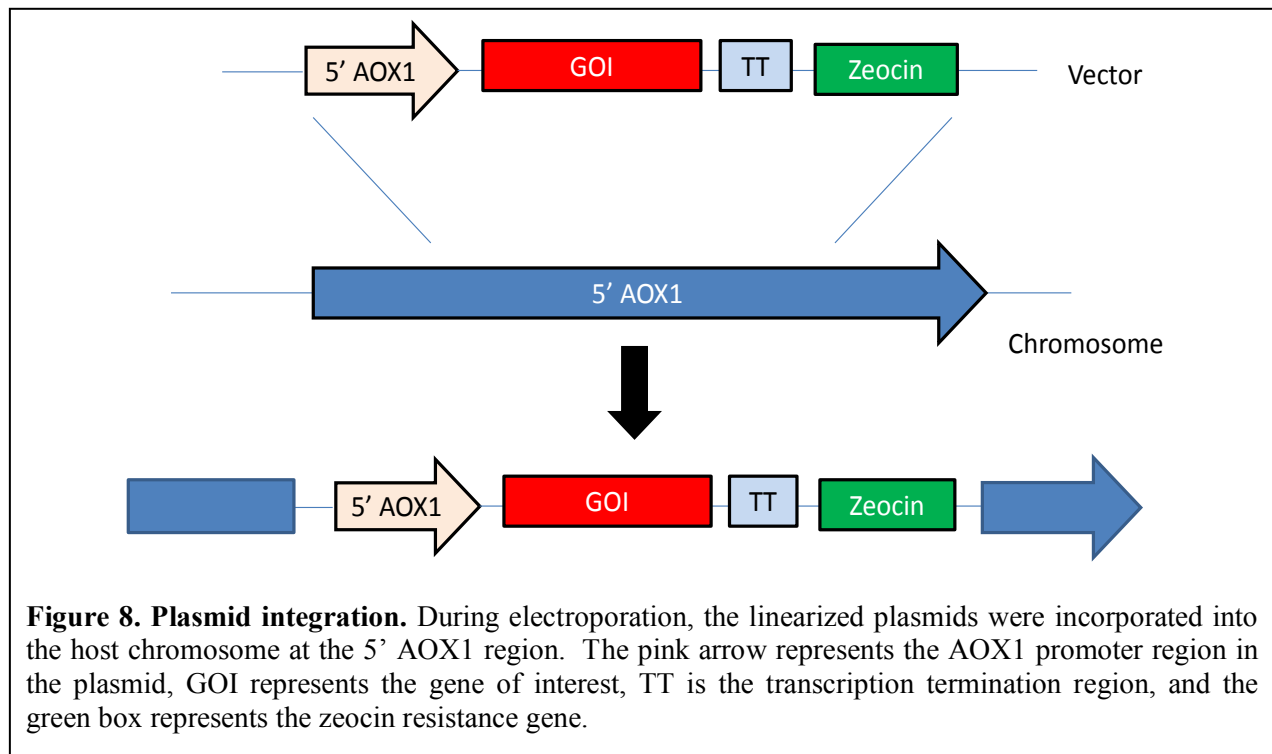 5' AOX1 GOI TT Zeocin Vector
5' AOX1
Chromosome
5' AOX1 GOI TT Zeocin
Figure 8. Plasmid integration. During electroporation, the linearized plasmids were incorporated into
the host chromosome at the 5' AOX1 region. The pink arrow represents the AOX1 promoter region in
the plasmid, GOI represents the gene of interest, TT is the transcription termination region, and the
green box represents the zeocin resistance gene.